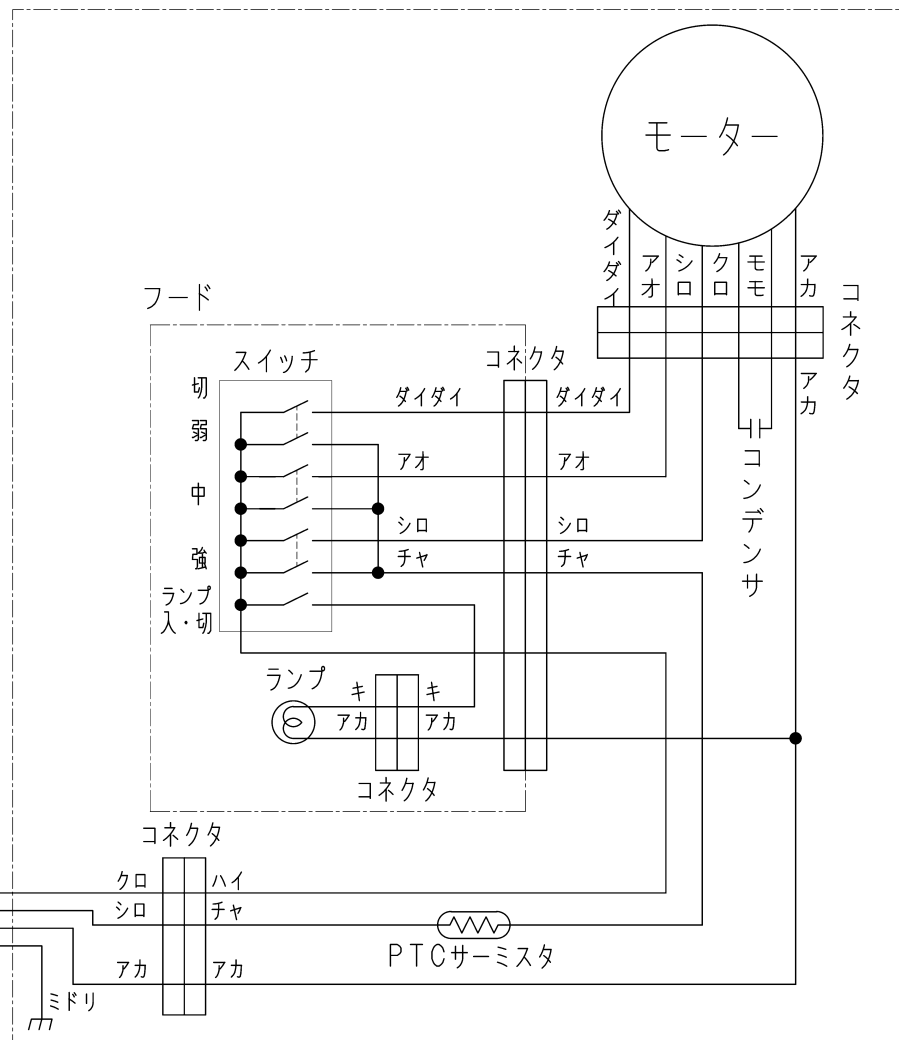 モーター
ダイダイ
アオ
シロ
クロ
モモ
アカ
コネクタ
フード
スイッチ
コネクタ
切
ダイダイ
ダイダイ
アカ
弱
アオ
アオ
コンデンサ
中
シロ
シロ
強
チャ
チャ
ランプ
入・切
ランプ
キ
キ
アカ
アカ
コネクタ
コネクタ
クロ
ハイ
シロ
チャ
PTCサーミスタ
アカ
アカ
ミドリ